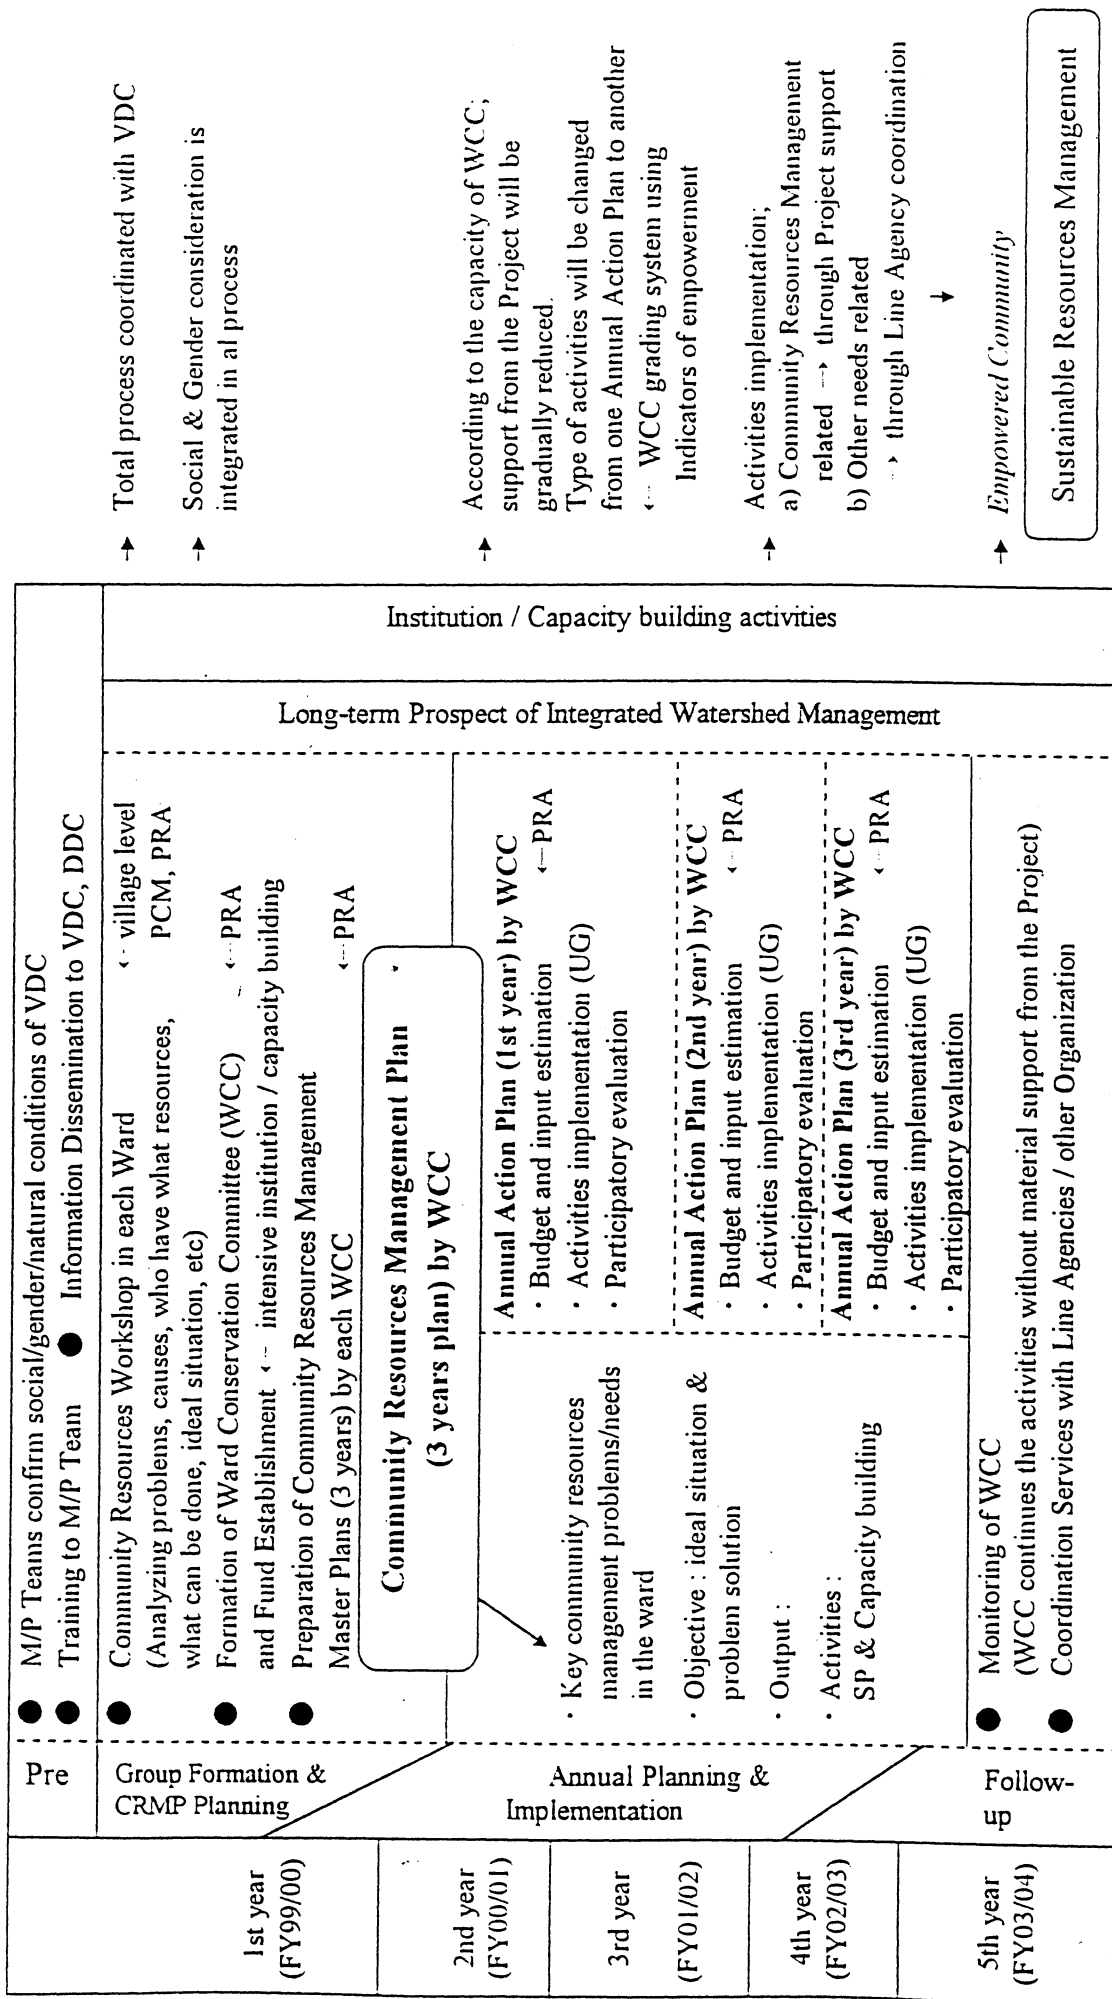 Pre
● M/P Teams confirm social/gender/natural conditions of VDC
● Training to M/P Team ● Information Dissemination to VDC, DDC
1st year
(FY99/00)
Group Formation &
CRMP Planning
● Community Resources Workshop in each Ward ← village level
(Analyzing problems, causes, who have what resources, PCM, PRA
what can be done, ideal situation, etc)
● Formation of Ward Conservation Committee (WCC) ←PRA
and Fund Establishment ← intensive institution / capacity building
● Preparation of Community Resources Management
Master Plans (3 years) by each WCC ←PRA
Community Resources Management Plan
(3 years plan) by WCC
2nd year
(FY00/01)
3rd year
(FY01/02)
4th year
(FY02/03)
Annual Planning &
Implementation
· Key community resources
management problems/needs
in the ward
· Objective : ideal situation &
problem solution
· Output :
· Activities :
SP & Capacity building
Annual Action Plan (1st year) by WCC
· Budget and input estimation ←PRA
· Activities implementation (UG)
· Participatory evaluation
Annual Action Plan (2nd year) by WCC
· Budget and input estimation ←PRA
· Activities implementation (UG)
· Participatory evaluation
Annual Action Plan (3rd year) by WCC
· Budget and input estimation ←PRA
· Activities implementation (UG)
· Participatory evaluation
5th year
(FY03/04)
Follow-
up
● Monitoring of WCC
(WCC continues the activities without material support from the Project)
● Coordination Services with Line Agencies / other Organization
Long-term Prospect of Integrated Watershed Management
Institution / Capacity building activities
→ Total process coordinated with VDC
→ Social & Gender consideration is
integrated in al process
→ According to the capacity of WCC;
support from the Project will be
gradually reduced.
Type of activities will be changed
from one Annual Action Plan to another
← WCC grading system using
Indicators of empowerment
→ Activities implementation;
a) Community Resources Management
related → through Project support
b) Other needs related
→ through Line Agency coordination
→ Empowered Community
Sustainable Resources Management